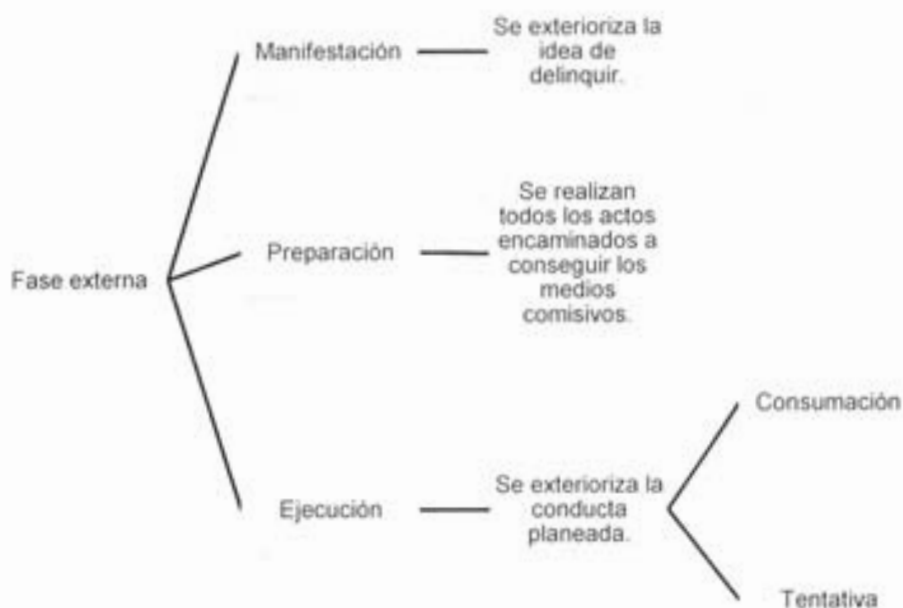 Fase externa
Manifestación
Se exterioriza la
idea de
delinquir.
Preparación
Se realizan
todos los actos
encaminados a
conseguir los
medios
comisivos.
Ejecución
Se exterioriza la
conducta
planeada.
Consumación
Tentativa